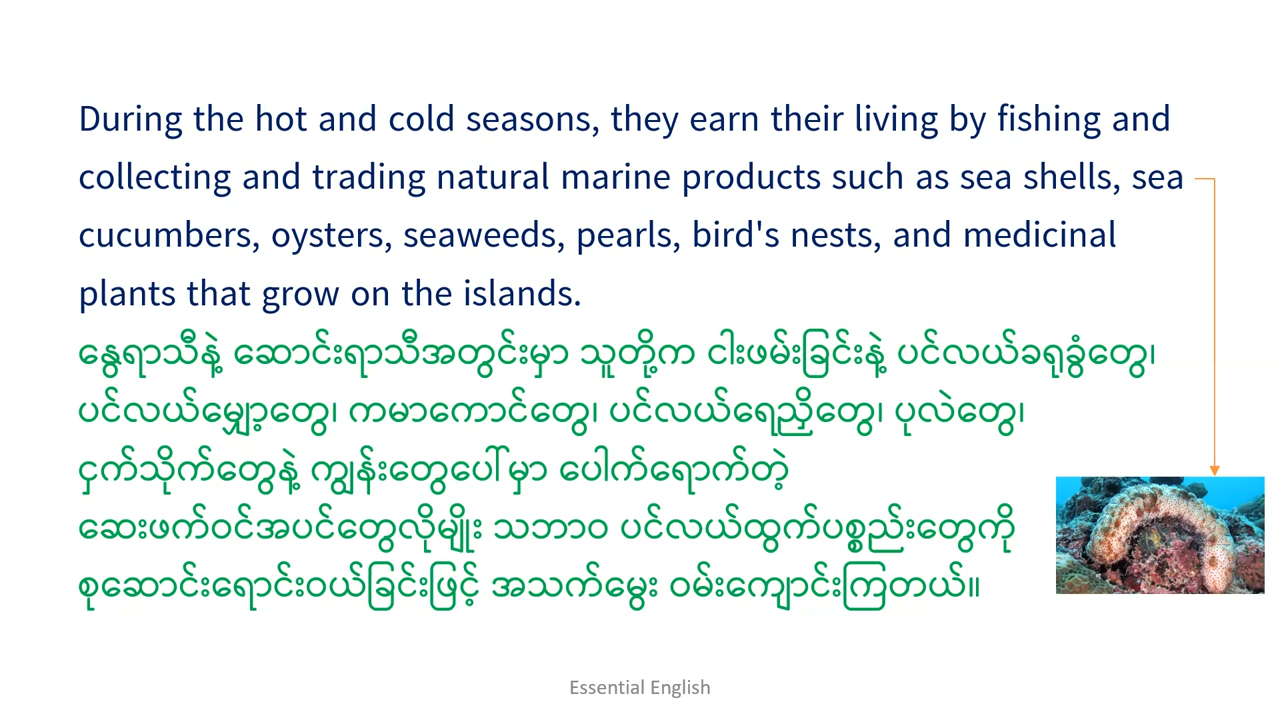 During the hot and cold seasons, they earn their living by fishing and
collecting and trading natural marine products such as sea shells, sea
cucumbers, oysters, seaweeds, pearls, bird's nests, and medicinal
plants that grow on the islands.
နွေရာသီနဲ့ ဆောင်းရာသီအတွင်းမှာ သူတို့က ငါးဖမ်းခြင်းနဲ့ ပင်လယ်ခရုခွံတွေ၊
ပင်လယ်မျှော့တွေ၊ ကမာကောင်တွေ၊ ပင်လယ်ရေညှိတွေ၊ ပုလဲတွေ၊
ငှက်သိုက်တွေနဲ့ ကျွန်းတွေပေါ်မှာ ပေါက်ရောက်တဲ့
ဆေးဖက်ဝင်အပင်တွေလိုမျိုး သဘာဝ ပင်လယ်ထွက်ပစ္စည်းတွေကို
စုဆောင်းရောင်းဝယ်ခြင်းဖြင့် အသက်မွေး ဝမ်းကျောင်းကြတယ်။
Essential English